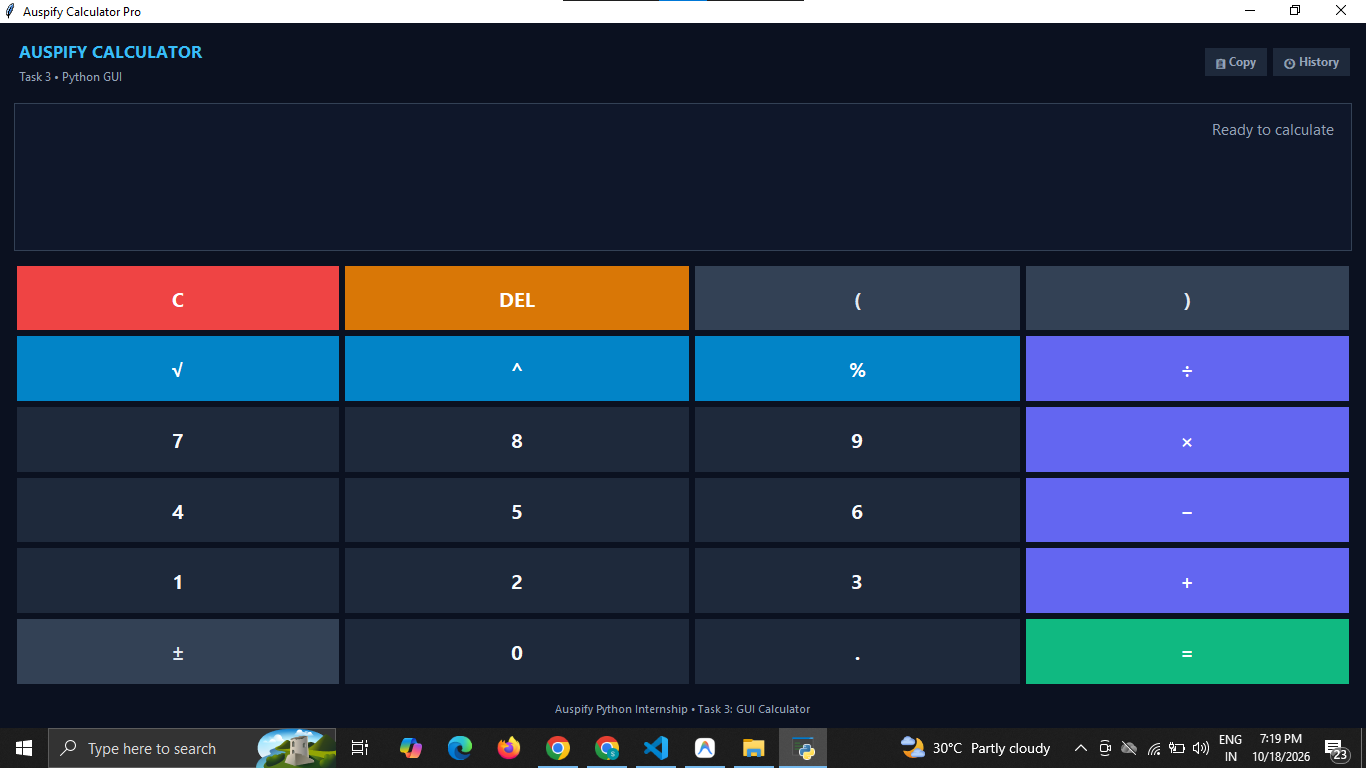 Auspify Calculator Pro
AUSPIFY CALCULATOR
Task 3 • Python GUI
Copy History
Ready to calculate
C DEL ( )
√ ^ % ÷
7 8 9 ×
4 5 6 −
1 2 3 +
± 0 . =
Auspify Python Internship • Task 3: GUI Calculator
Type here to search
30°C Partly cloudy
ENG
IN
7:19 PM
10/18/2026
23